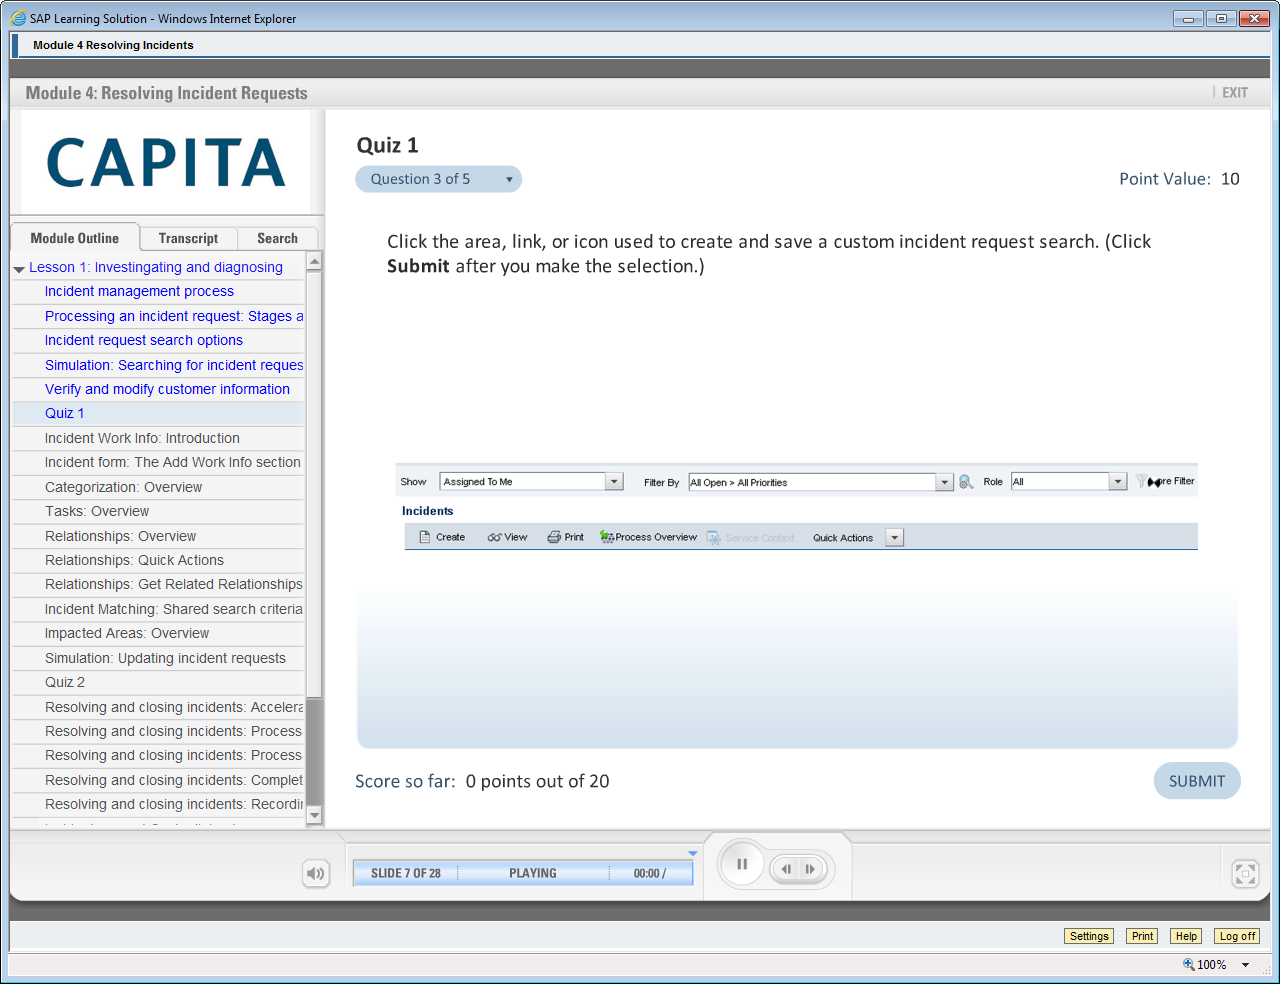 SAP Learning Solution - Windows Internet Explorer
Module 4 Resolving Incidents
Module 4: Resolving Incident Requests
EXIT
CAPITA
Module Outline
Transcript
Search
Lesson 1: Investingating and diagnosing
Incident management process
Processing an incident request: Stages a
Incident request search options
Simulation: Searching for incident reques
Verify and modify customer information
Quiz 1
Incident Work Info: Introduction
Incident form: The Add Work Info section
Categorization: Overview
Tasks: Overview
Relationships: Overview
Relationships: Quick Actions
Relationships: Get Related Relationships
Incident Matching: Shared search criteria
Impacted Areas: Overview
Simulation: Updating incident requests
Quiz 2
Resolving and closing incidents: Accelera
Resolving and closing incidents: Process
Resolving and closing incidents: Process
Resolving and closing incidents: Complet
Resolving and closing incidents: Recordin
Quiz 1
Question 3 of 5
Point Value: 10
Click the area, link, or icon used to create and save a custom incident request search. (Click
Submit after you make the selection.)
Show Assigned To Me Filter By All Open > All Priorities Role All re Filter
Incidents
Create View Print Process Overview Service Context Quick Actions
Score so far: 0 points out of 20
SUBMIT
SLIDE 7 OF 28 PLAYING 00:00 /
Settings Print Help Log off
100%